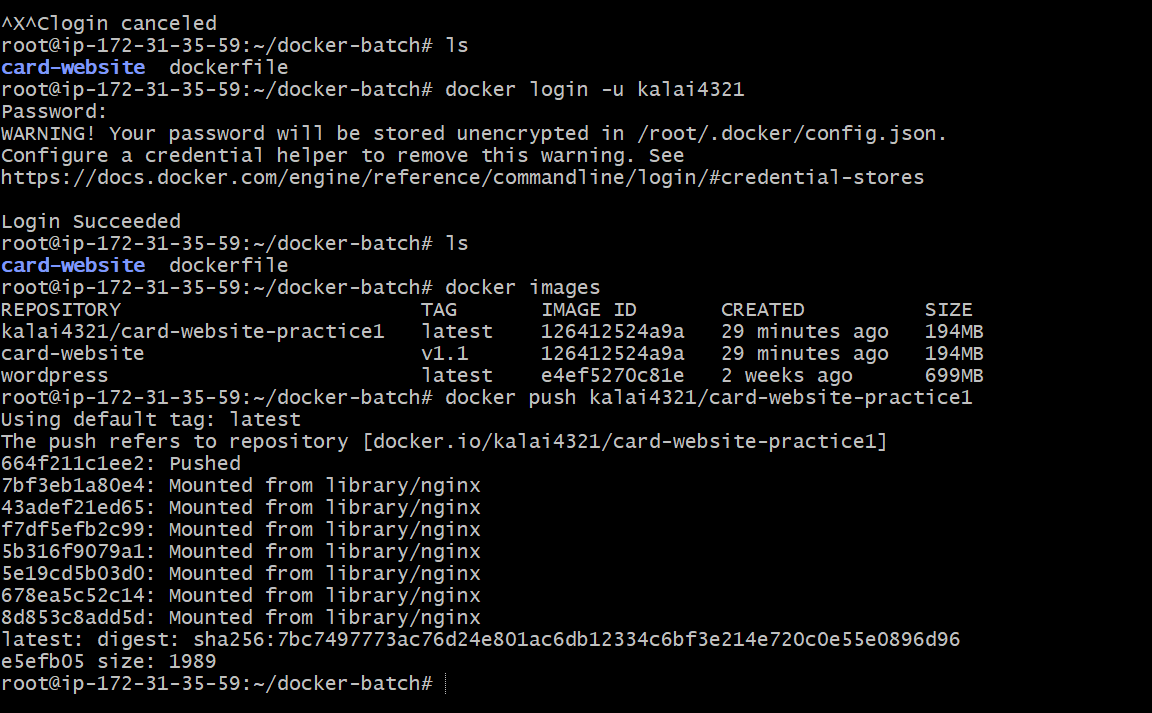 ^X^Clogin canceled
root@ip-172-31-35-59:~/docker-batch# ls
card-website  dockerfile
root@ip-172-31-35-59:~/docker-batch# docker login -u kalai4321
Password:
WARNING! Your password will be stored unencrypted in /root/.docker/config.json.
Configure a credential helper to remove this warning. See
https://docs.docker.com/engine/reference/commandline/login/#credential-stores

Login Succeeded
root@ip-172-31-35-59:~/docker-batch# ls
card-website  dockerfile
root@ip-172-31-35-59:~/docker-batch# docker images
REPOSITORY                         TAG       IMAGE ID       CREATED          SIZE
kalai4321/card-website-practice1   latest    126412524a9a   29 minutes ago   194MB
card-website                       v1.1      126412524a9a   29 minutes ago   194MB
wordpress                          latest    e4ef5270c81e   2 weeks ago      699MB
root@ip-172-31-35-59:~/docker-batch# docker push kalai4321/card-website-practice1
Using default tag: latest
The push refers to repository [docker.io/kalai4321/card-website-practice1]
664f211c1ee2: Pushed
7bf3eb1a80e4: Mounted from library/nginx
43adef21ed65: Mounted from library/nginx
f7df5efb2c99: Mounted from library/nginx
5b316f9079a1: Mounted from library/nginx
5e19cd5b03d0: Mounted from library/nginx
678ea5c52c14: Mounted from library/nginx
8d853c8add5d: Mounted from library/nginx
latest: digest: sha256:7bc7497773ac76d24e801ac6db12334c6bf3e214e720c0e55e0896d96
e5efb05 size: 1989
root@ip-172-31-35-59:~/docker-batch#